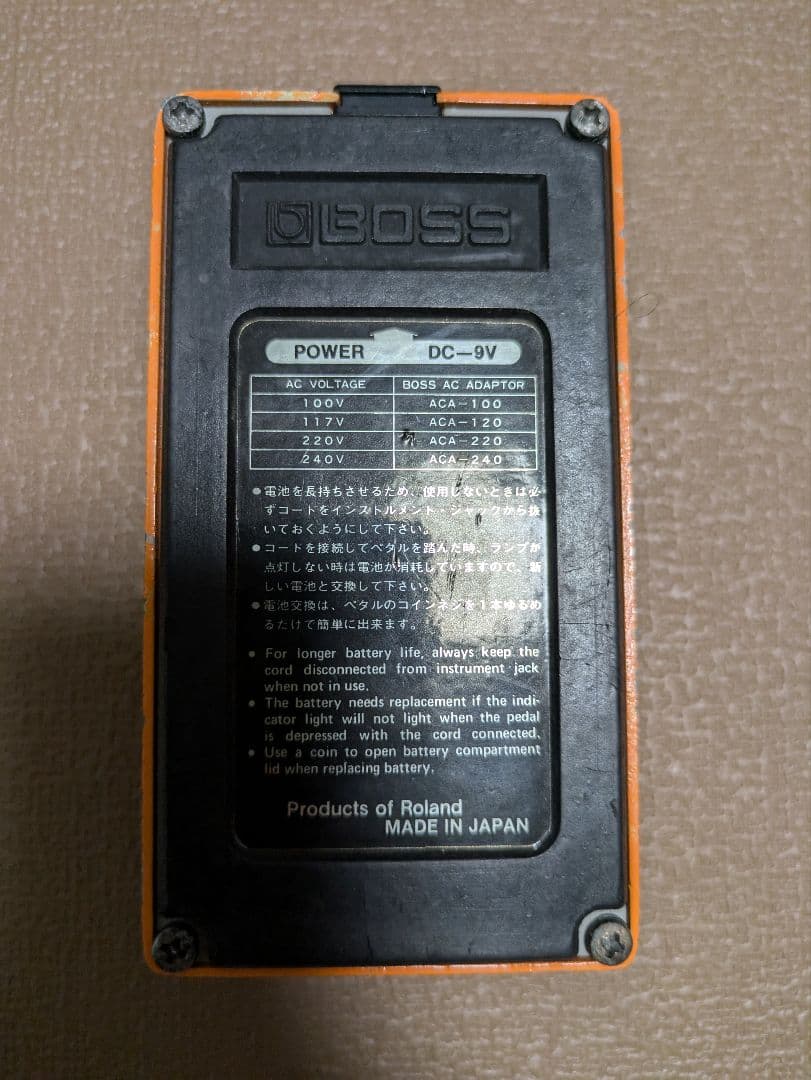 BOSS
POWER DC—9V
AC VOLTAGE BOSS AC ADAPTOR
100V ACA—100
117V ACA—120
220V ACA—220
240V ACA—240
●電池を長持ちさせるため、使用しないときは必
ずコートをインストルメント・ジャックから抜
いておくようにして下さい。
●コードを接続してペタルを踏んだ時、ランプが
点灯しない時は電池が消耗していますので、新
しい電池と交換して下さい。
●電池交換は、ペタルのコインネジを1本ゆるめ
るだけで簡単に出来ます。
● For longer battery life, always keep the
cord disconnected from instrument jack
when not in use.
● The battery needs replacement if the indi-
cator light will not light when the pedal
is depressed with the cord connected.
● Use a coin to open battery compartment
lid when replacing battery.
Products of Roland
MADE IN JAPAN